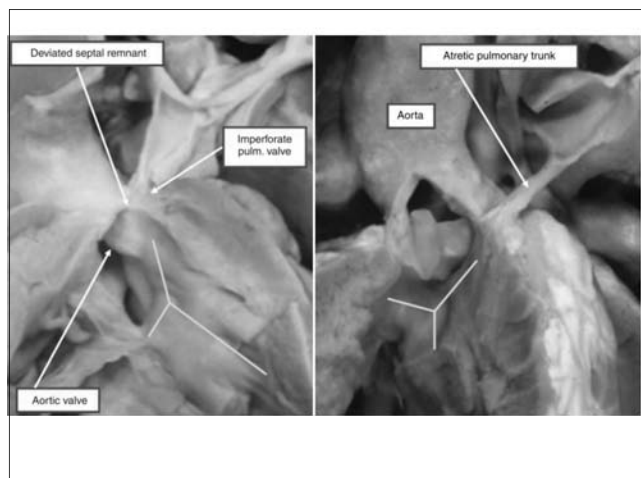 Deviated septal remnant
Imperforate
pulm. valve
Aortic valve
Atretic pulmonary trunk
Aorta